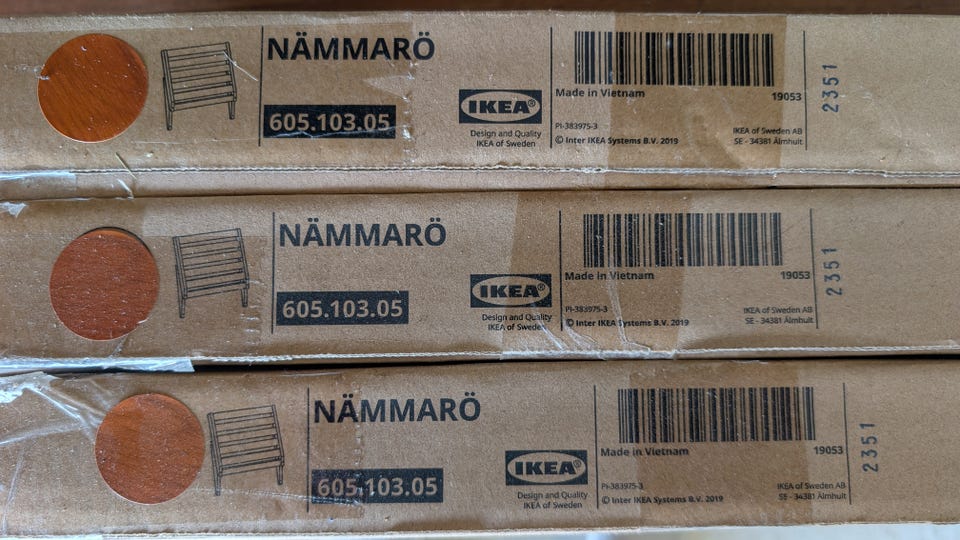 NÄMMARÖ
605.103.05
IKEA®
Design and Quality
IKEA of Sweden
Made in Vietnam
19053
PI-383975-3
© Inter IKEA Systems B.V. 2019
IKEA of Sweden AB
SE - 34381 Älmhult
2351
NÄMMARÖ
605.103.05
IKEA®
Design and Quality
IKEA of Sweden
Made in Vietnam
19053
PI-383975-3
© Inter IKEA Systems B.V. 2019
IKEA of Sweden AB
SE - 34381 Älmhult
2351
NÄMMARÖ
605.103.05
IKEA®
Design and Quality
IKEA of Sweden
Made in Vietnam
19053
PI-383975-3
© Inter IKEA Systems B.V. 2019
IKEA of Sweden AB
SE - 34381 Älmhult
2351